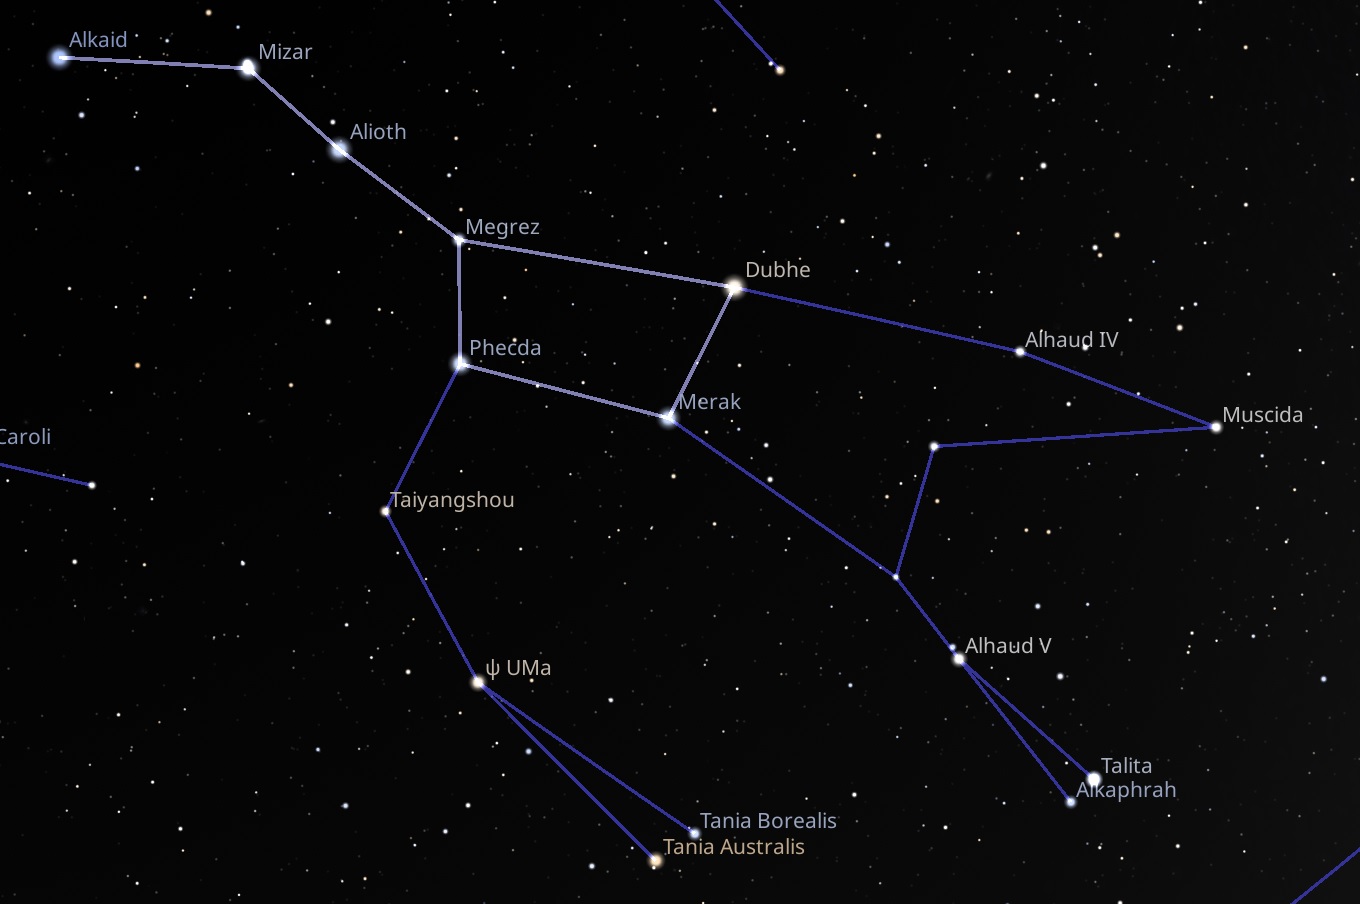 Alkaid
Mizar
Alioth
Megrez
Dubhe
Alhaud IV
Phecda
Merak
Muscida
Caroli
Taiyangshou
Alhaud V
ψ UMa
Talita
Alkaphrah
Tania Borealis
Tania Australis